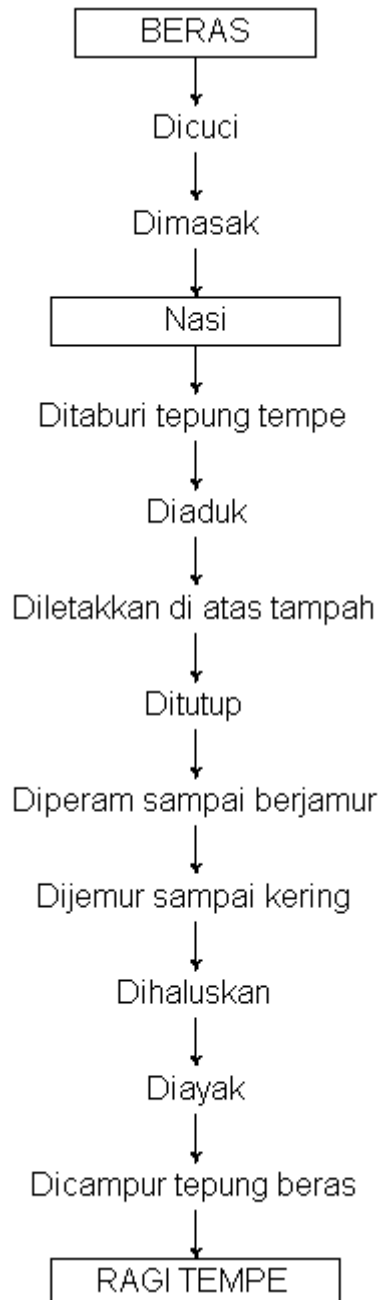 BERAS
Dicuci
Dimasak
Nasi
Ditaburi tepung tempe
Diaduk
Diletakkan di atas tampah
Ditutup
Diperam sampai berjamur
Dijemur sampai kering
Dihaluskan
Diayak
Dicampur tepung beras
RAGI TEMPE